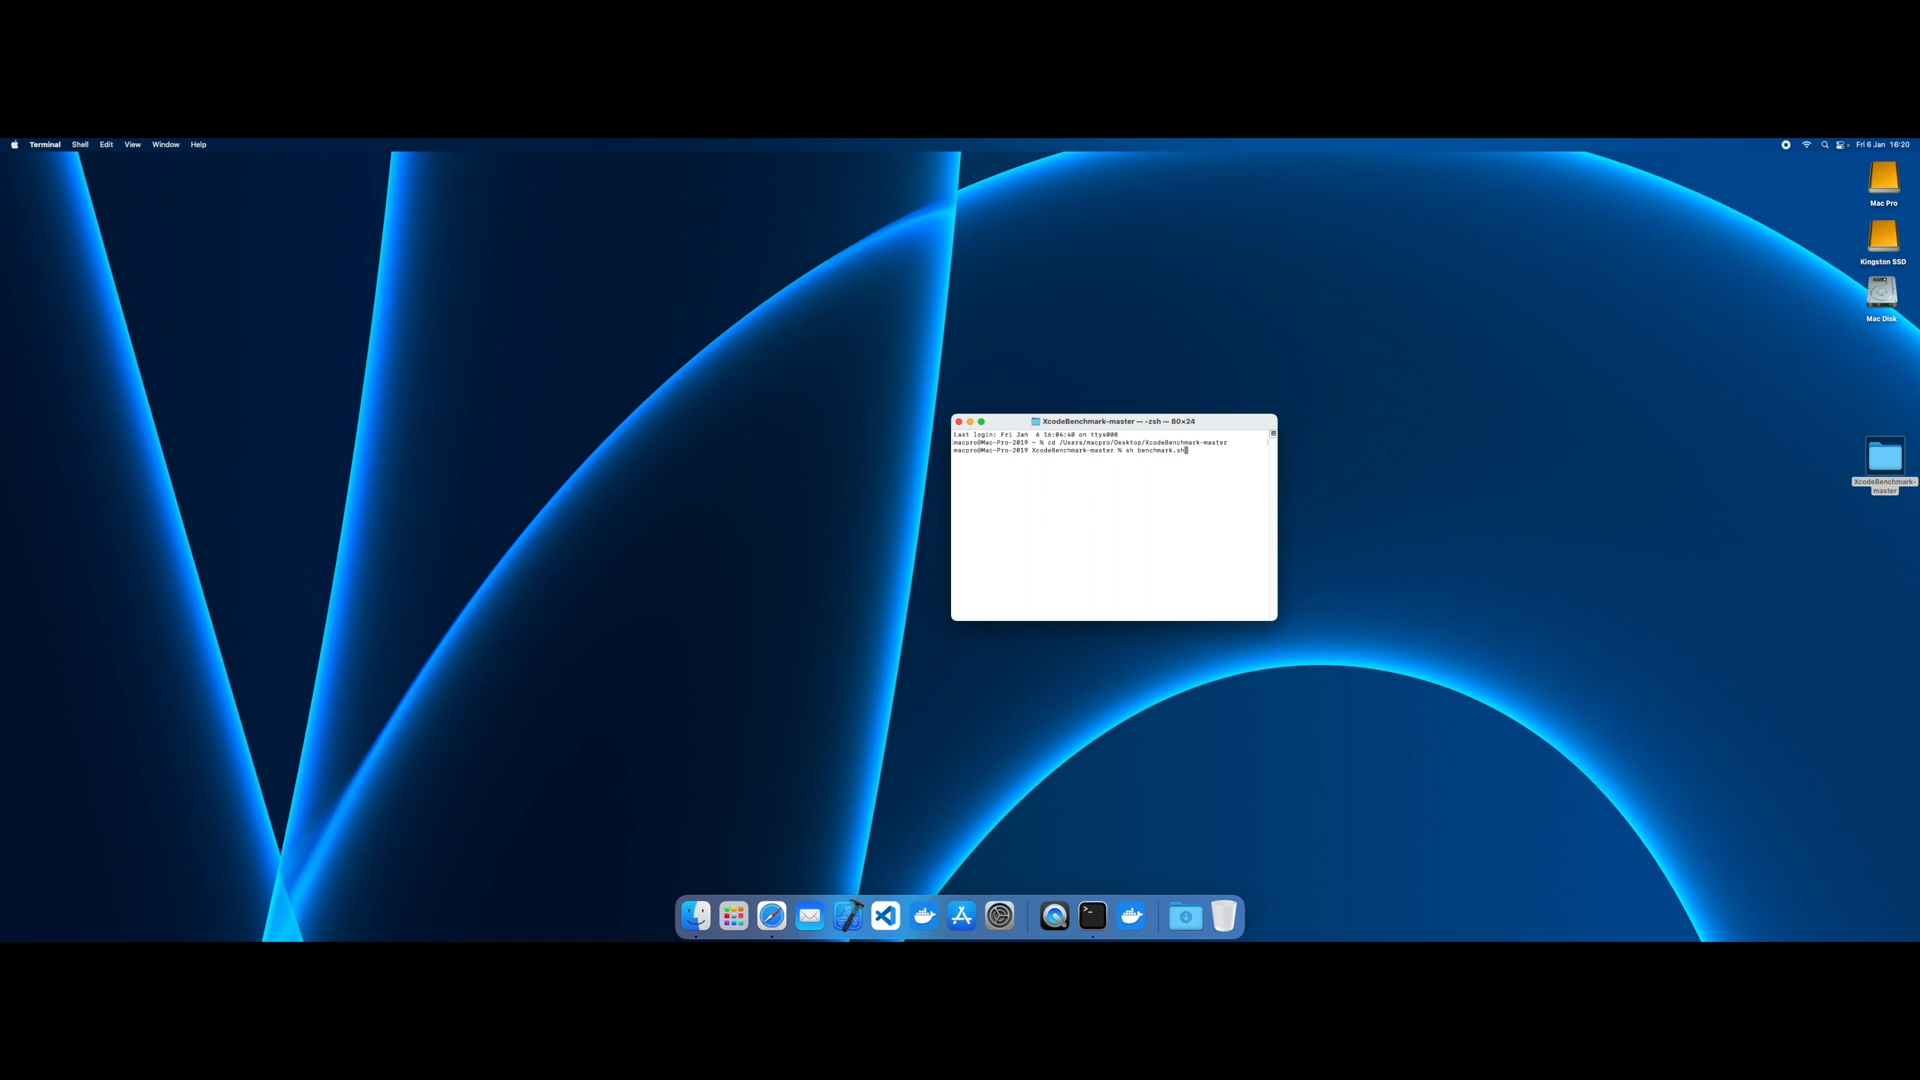 Terminal Shell Edit View Window Help
Fri 6 Jan 16:20
Mac Pro
Kingston SSD
Mac Disk
XcodeBenchmark-master — -zsh — 80×24
Last login: Fri Jan  6 16:04:40 on ttys000
macpro@Mac-Pro-2019 ~ % cd /Users/macpro/Desktop/XcodeBenchmark-master
macpro@Mac-Pro-2019 XcodeBenchmark-master % sh benchmark.sh
XcodeBenchmark-
master